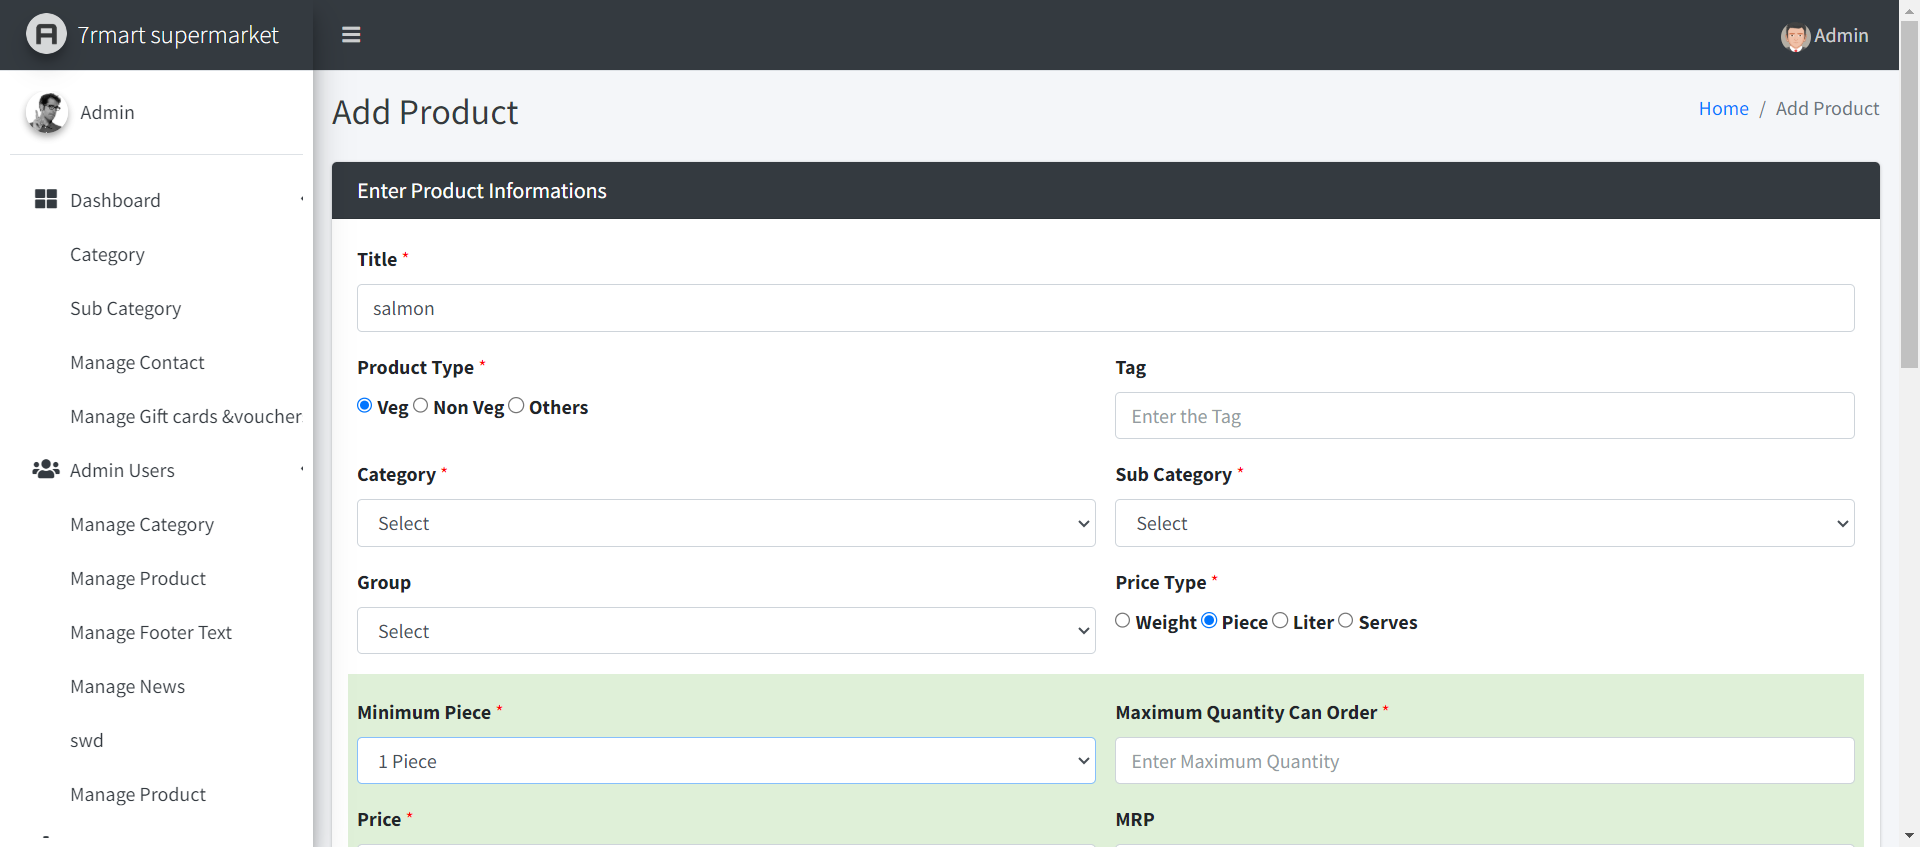 7rmart supermarket
Admin
Admin
Add Product
Home / Add Product
Dashboard
Category
Sub Category
Manage Contact
Manage Gift cards &voucher
Admin Users
Manage Category
Manage Product
Manage Footer Text
Manage News
swd
Manage Product
Enter Product Informations
Title *
salmon
Product Type *
Veg Non Veg Others
Tag
Enter the Tag
Category *
Select
Sub Category *
Select
Group
Select
Price Type *
Weight Piece Liter Serves
Minimum Piece *
1 Piece
Maximum Quantity Can Order *
Enter Maximum Quantity
Price *
MRP